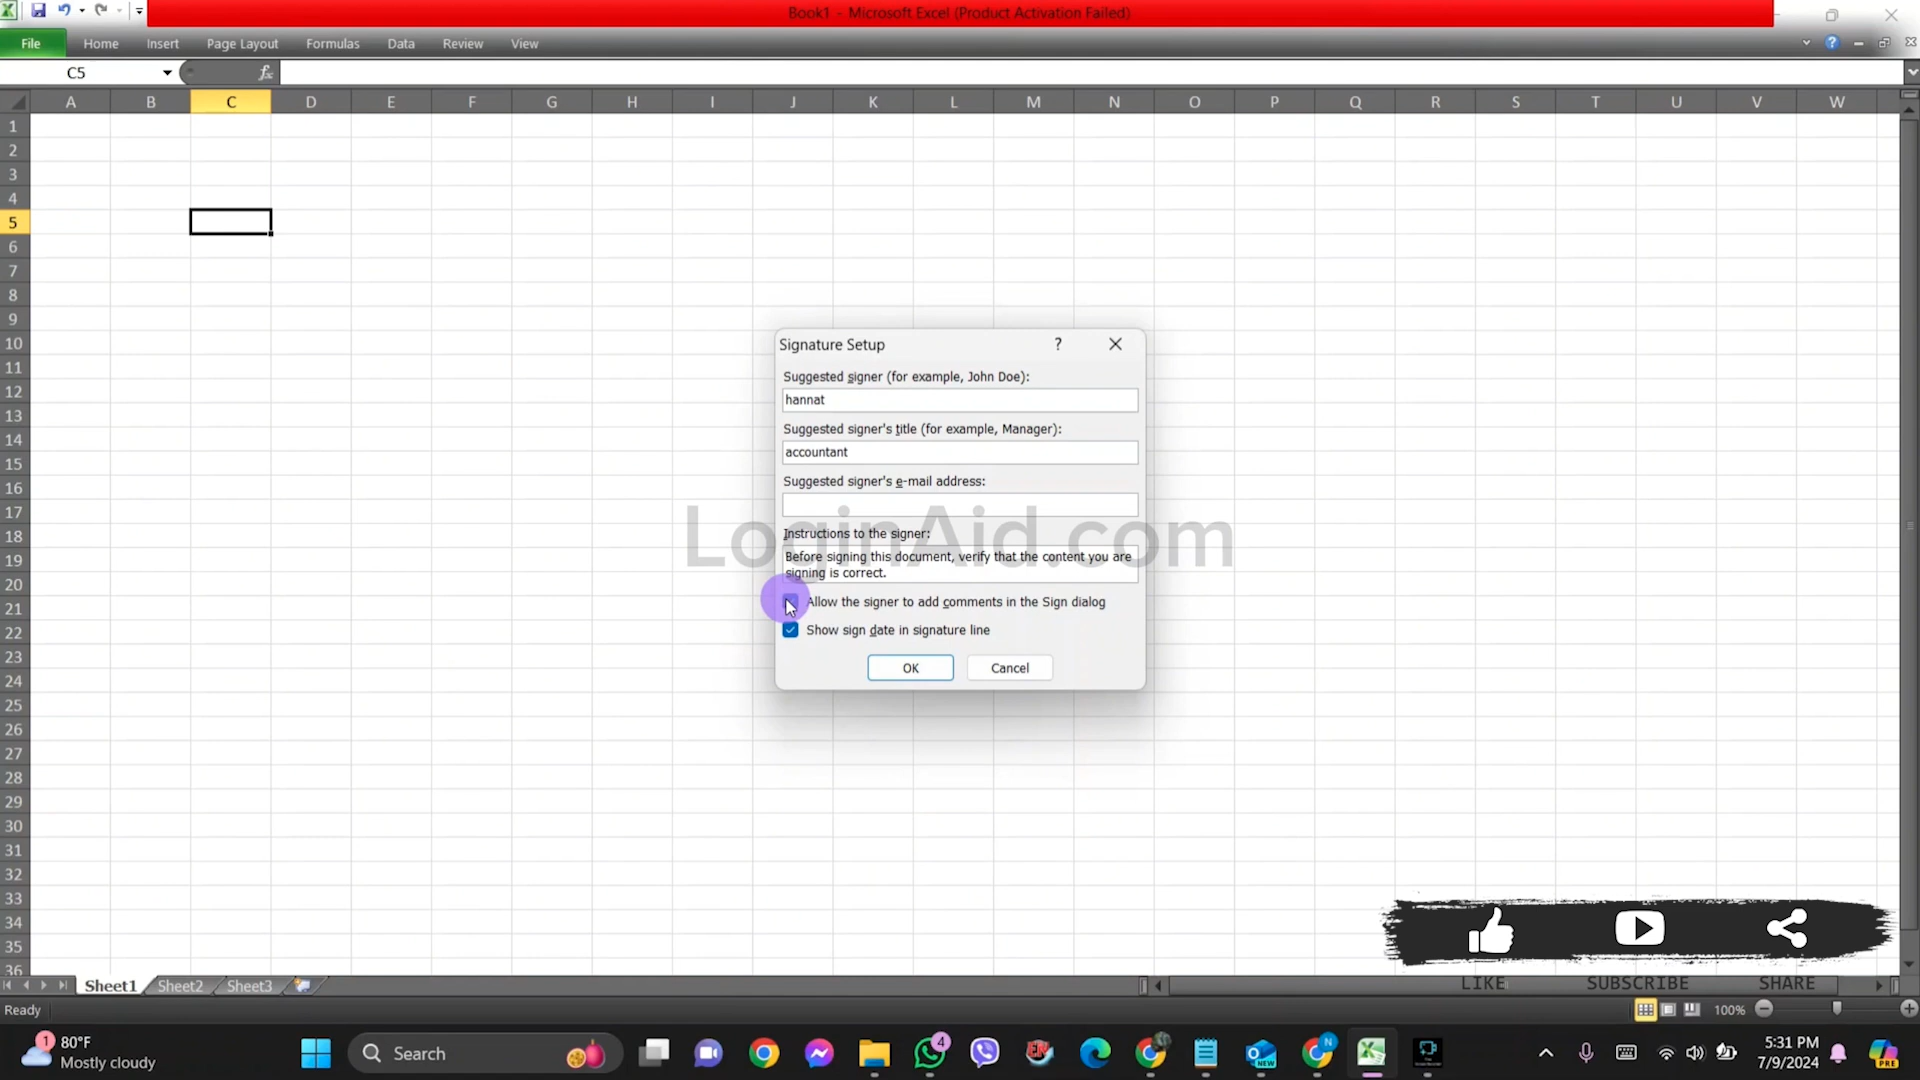 Book1 - Microsoft Excel (Product Activation Failed)
File Home Insert Page Layout Formulas Data Review View
C5 fx
A B C D E F G H I J K L M N O P Q R S T U V W
1
2
3
4
5
6
7
8
9
10
11
12
13
14
15
16
17
18
19
20
21
22
23
24
25
26
27
28
29
30
31
32
33
34
35
36
Signature Setup
Suggested signer (for example, John Doe):
hannat
Suggested signer's title (for example, Manager):
accountant
Suggested signer's e-mail address:
LoginAid.com
Instructions to the signer:
Before signing this document, verify that the content you are
signing is correct.
Allow the signer to add comments in the Sign dialog
Show sign date in signature line
OK Cancel
LIKE SUBSCRIBE SHARE
Sheet1 Sheet2 Sheet3
Ready 100%
1 80°F
Mostly cloudy
Search
4
N
NEW
PRE
5:31 PM
7/9/2024